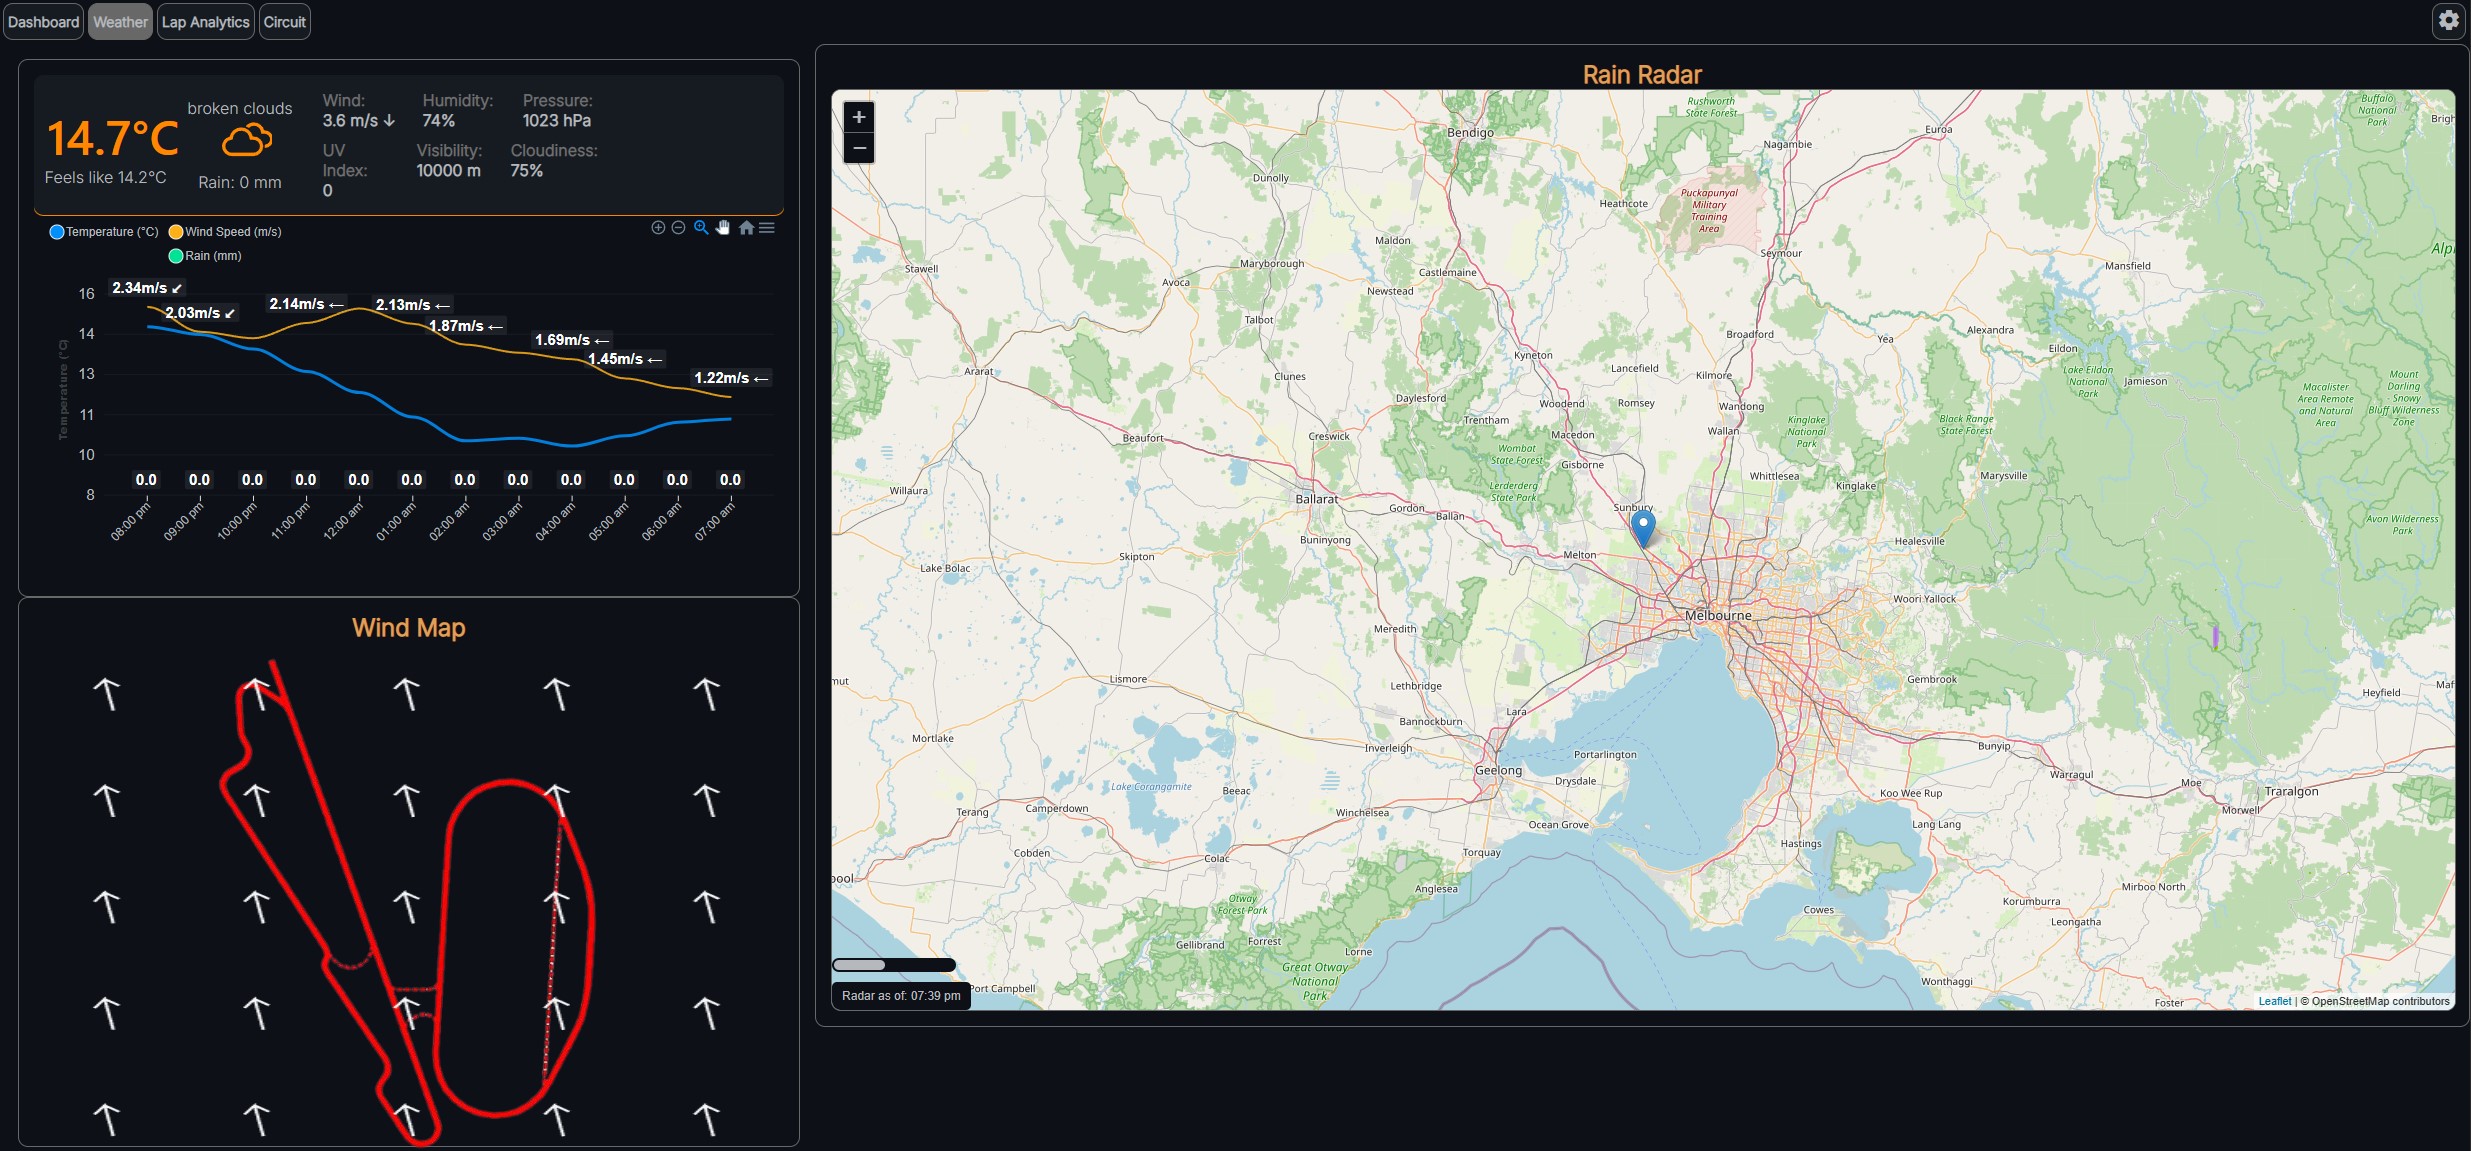 Dashboard
Weather
Lap Analytics
Circuit
14.7°C
Feels like 14.2°C
broken clouds
Rain: 0 mm
Wind:
3.6 m/s ↓
Humidity:
74%
Pressure:
1023 hPa
UV
Index:
0
Visibility:
10000 m
Cloudiness:
75%
Temperature (°C)
Wind Speed (m/s)
Rain (mm)
Temperature (°C)
16
14
13
11
10
8
2.34m/s ↙
2.03m/s ↙
2.14m/s ←
2.13m/s ←
1.87m/s ←
1.69m/s ←
1.45m/s ←
1.22m/s ←
0.0 0.0 0.0 0.0 0.0 0.0 0.0 0.0 0.0 0.0 0.0 0.0
08:00 pm
09:00 pm
10:00 pm
11:00 pm
12:00 am
01:00 am
02:00 am
03:00 am
04:00 am
05:00 am
06:00 am
07:00 am
Wind Map
Rain Radar
+
−
Bendigo
Rushworth
State Forest
Nagambie
Euroa
Buffalo
National
Park
Brigh
Dunolly
Heathcote
Puckapunyal
Military
Training
Area
Maldon
Castlemaine
Seymour
Mansfield
Alpi
Stawell
Maryborough
Avoca
Newstead
Talbot
Broadford
Yea
Alexandra
Eildon
Lake Eildon
National
Park
Jamieson
Ararat
Clunes
Kyneton
Lancefield
Kilmore
Macalister
Area Remote
and Natural
Area
Mount
Darling
- Snowy
Bluff Wilderness
Zone
Daylesford
Woodend
Romsey
Wandong
Trentham
Kinglake
National
Park
Black Range
State Forest
Beaufort
Creswick
Macedon
Wallan
Wombat
State Forest
Gisborne
Lerderderg
State Park
Whittlesea
Kinglake
Marysville
Willaura
Ballarat
Gordon
Ballan
Sunbury
Avon Wilderness
Park
Skipton
Buninyong
Melton
Healesville
Lake Bolac
Woori Yallock
Melbourne
Meredith
mut
Lismore
Lethbridge
Gembrook
Heyfield
Maf
Lara
Bannockburn
Mortlake
Inverleigh
Portarlington
Bunyip
Geelong
Drysdale
Warragul
Moe
Traralgon
Lake Corangamite
Beeac
Koo Wee Rup
Morwell
Terang
Camperdown
Winchelsea
Ocean Grove
Lang Lang
Hastings
Cobden
Colac
Torquay
pool
Anglesea
Mirboo North
Otway
Forest Park
Cowes
Korumburra
Leongatha
Gellibrand
Forrest
Lorne
Great Otway
National
Park
Port Campbell
Wonthaggi
Foster
Radar as of: 07:39 pm
Leaflet | © OpenStreetMap contributors